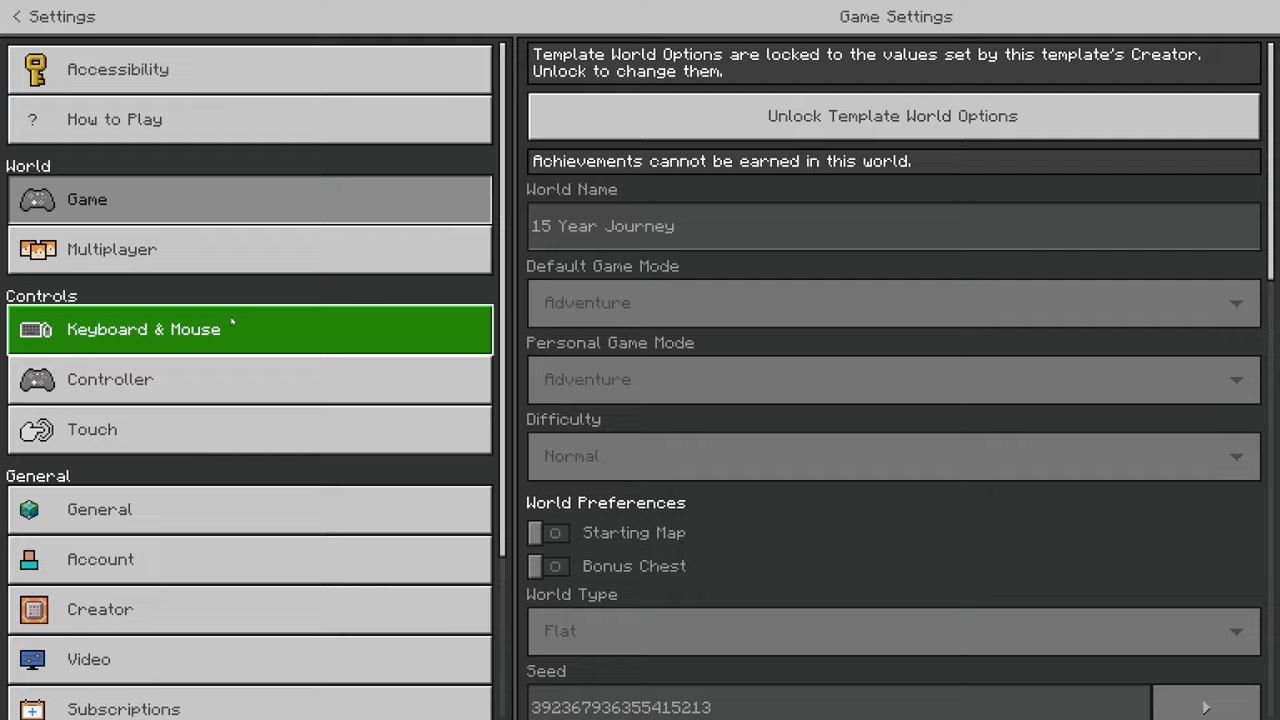 Settings
Game Settings
Accessibility
? How to Play
World
Game
Multiplayer
Controls
Keyboard & Mouse
Controller
Touch
General
General
Account
Creator
Video
Subscriptions
Template World Options are locked to the values set by this template's Creator.
Unlock to change them.
Unlock Template World Options
Achievements cannot be earned in this world.
World Name
15 Year Journey
Default Game Mode
Adventure
Personal Game Mode
Adventure
Difficulty
Normal
World Preferences
Starting Map
Bonus Chest
World Type
Flat
Seed
392367936355415213